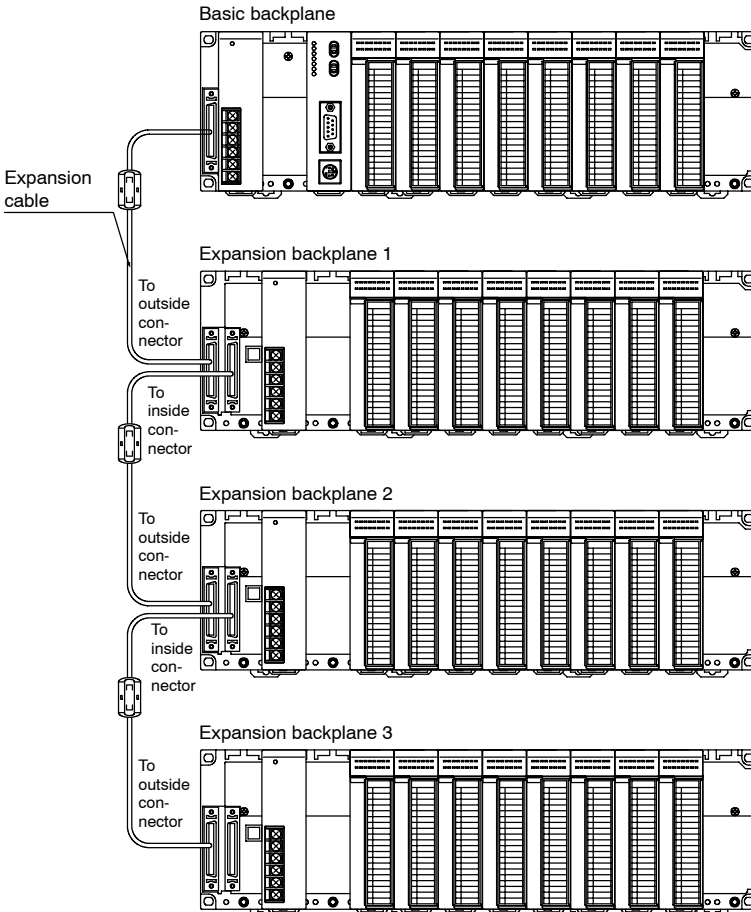 Basic backplane
Expansion
cable
Expansion backplane 1
To
outside
con-
nector
To
inside
con-
nector
Expansion backplane 2
To
outside
con-
nector
To
inside
con-
nector
Expansion backplane 3
To
outside
con-
nector